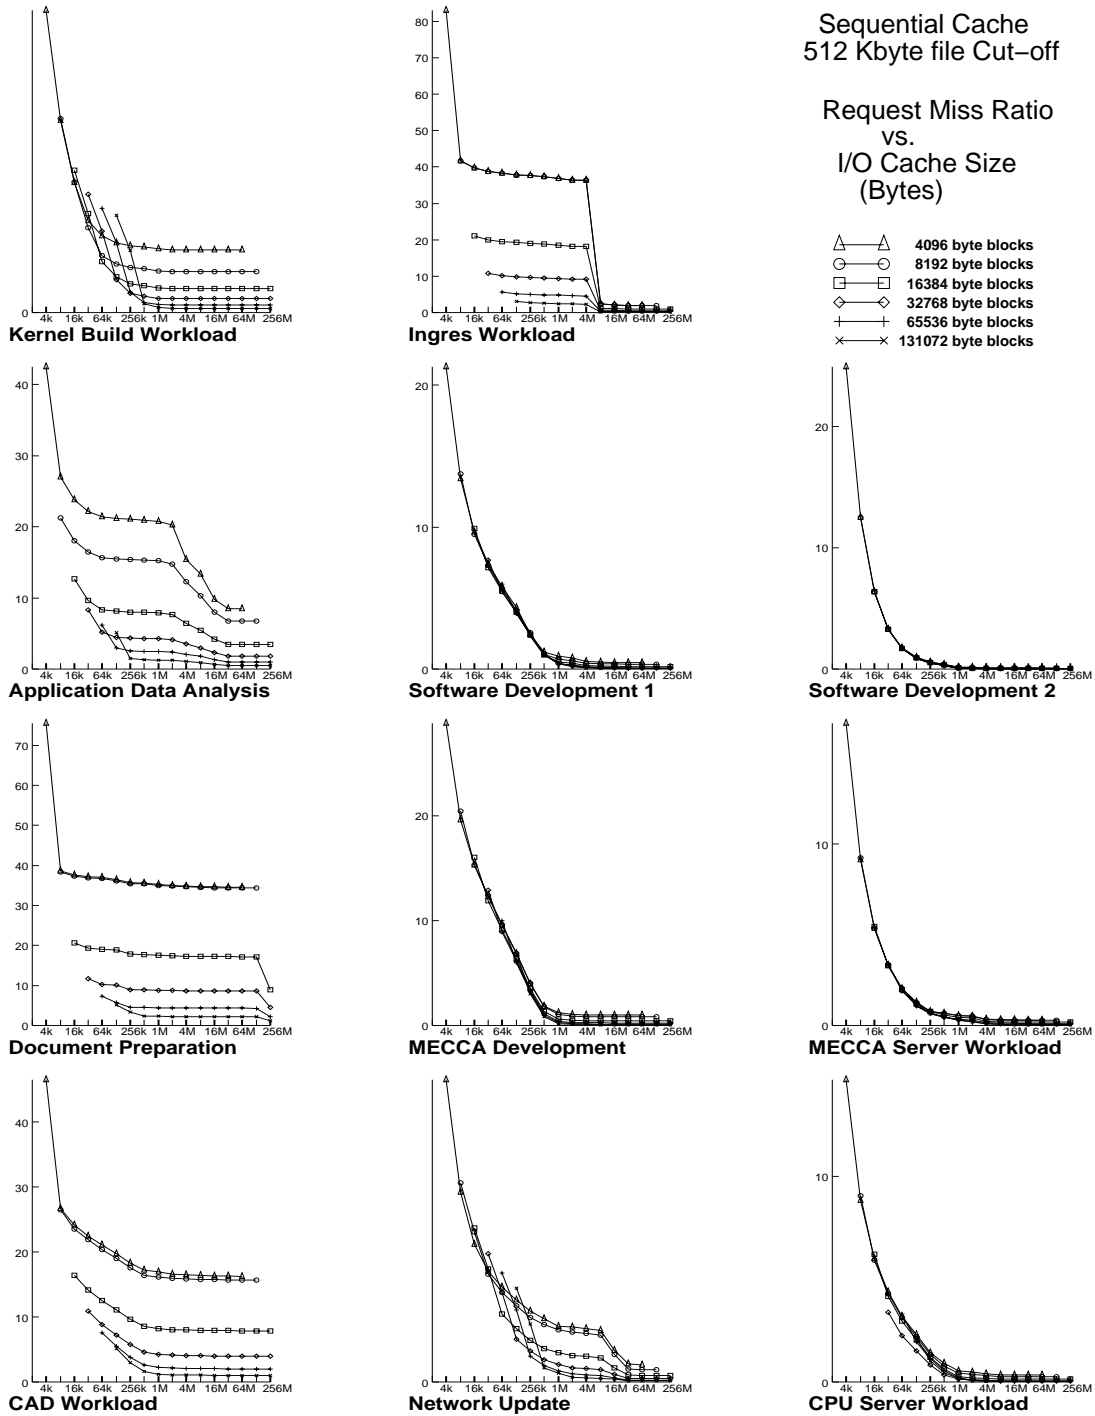 Sequential Cache
512 Kbyte file Cut−off
Request Miss Ratio
vs.
I/O Cache Size
(Bytes)
4096 byte blocks
8192 byte blocks
16384 byte blocks
32768 byte blocks
65536 byte blocks
131072 byte blocks
0
4k 16k 64k 256k 1M 4M 16M 64M 256M
Kernel Build Workload
80
70
60
50
40
30
20
10
0
4k 16k 64k 256k 1M 4M 16M 64M 256M
Ingres Workload
40
30
20
10
0
4k 16k 64k 256k 1M 4M 16M 64M 256M
Application Data Analysis
20
10
0
4k 16k 64k 256k 1M 4M 16M 64M 256M
Software Development 1
20
10
0
4k 16k 64k 256k 1M 4M 16M 64M 256M
Software Development 2
70
60
50
40
30
20
10
0
4k 16k 64k 256k 1M 4M 16M 64M 256M
Document Preparation
20
10
0
4k 16k 64k 256k 1M 4M 16M 64M 256M
MECCA Development
10
0
4k 16k 64k 256k 1M 4M 16M 64M 256M
MECCA Server Workload
40
30
20
10
0
4k 16k 64k 256k 1M 4M 16M 64M 256M
CAD Workload
0
4k 16k 64k 256k 1M 4M 16M 64M 256M
Network Update
10
0
4k 16k 64k 256k 1M 4M 16M 64M 256M
CPU Server Workload